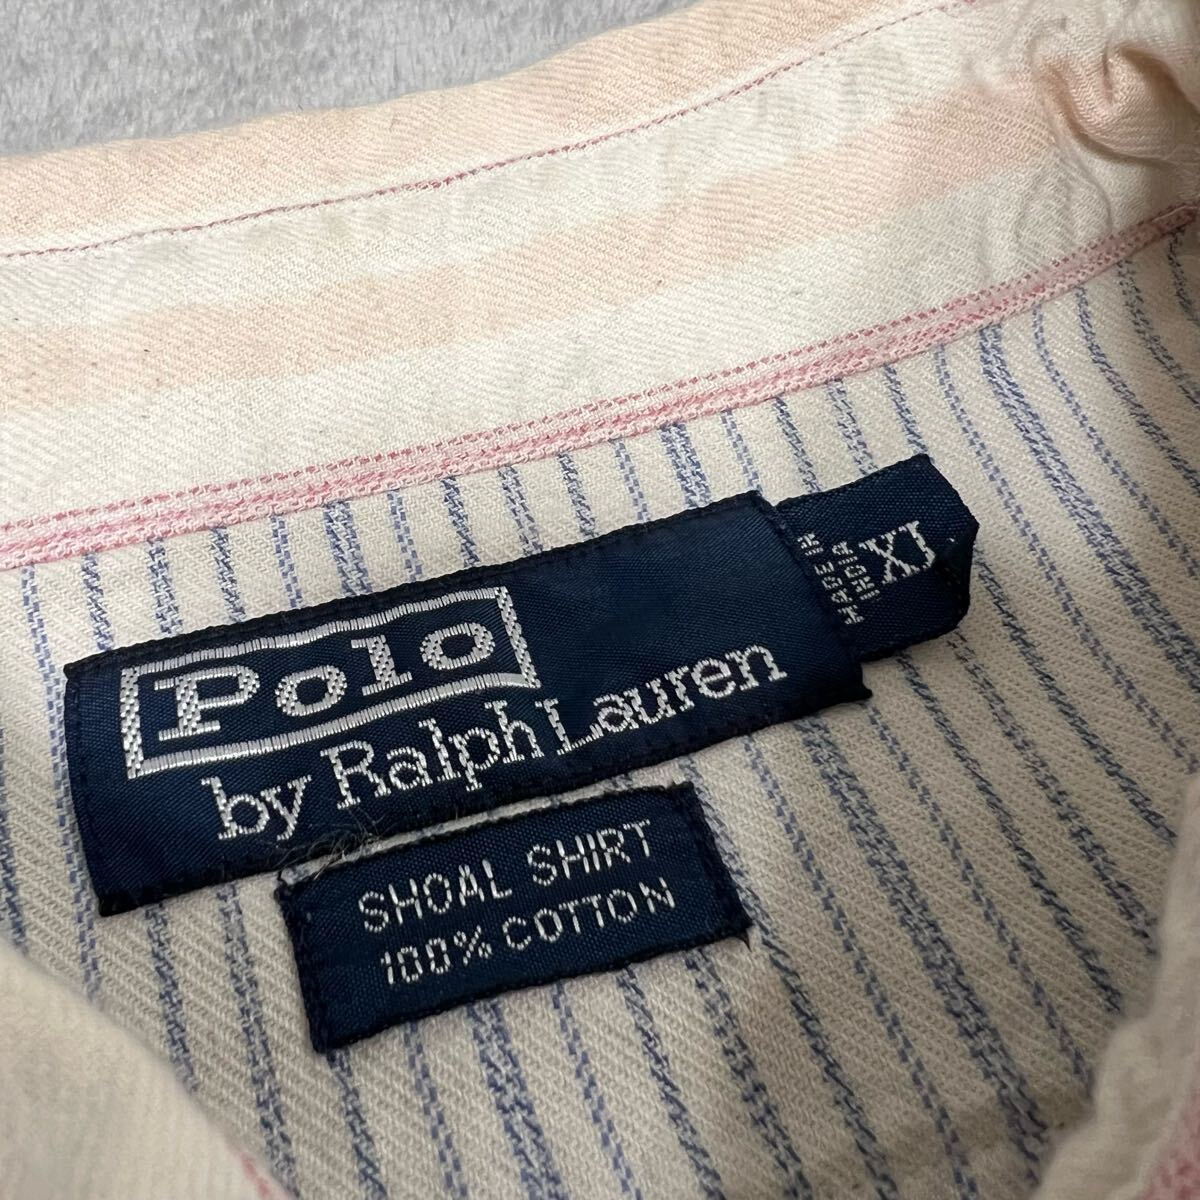 Polo
by Ralph Lauren
MADE IN
INDIA
XL
SHOAL SHIRT
100% COTTON